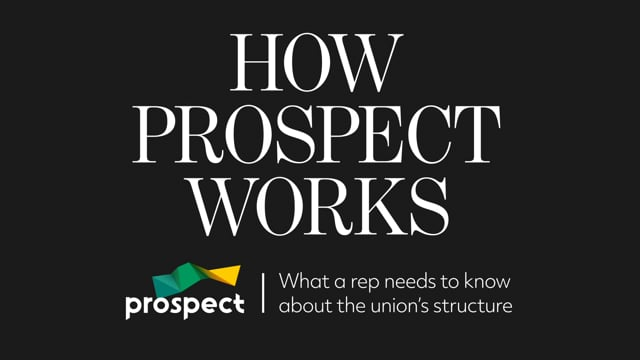 HOW
PROSPECT
WORKS
prospect
What a rep needs to know
about the union's structure